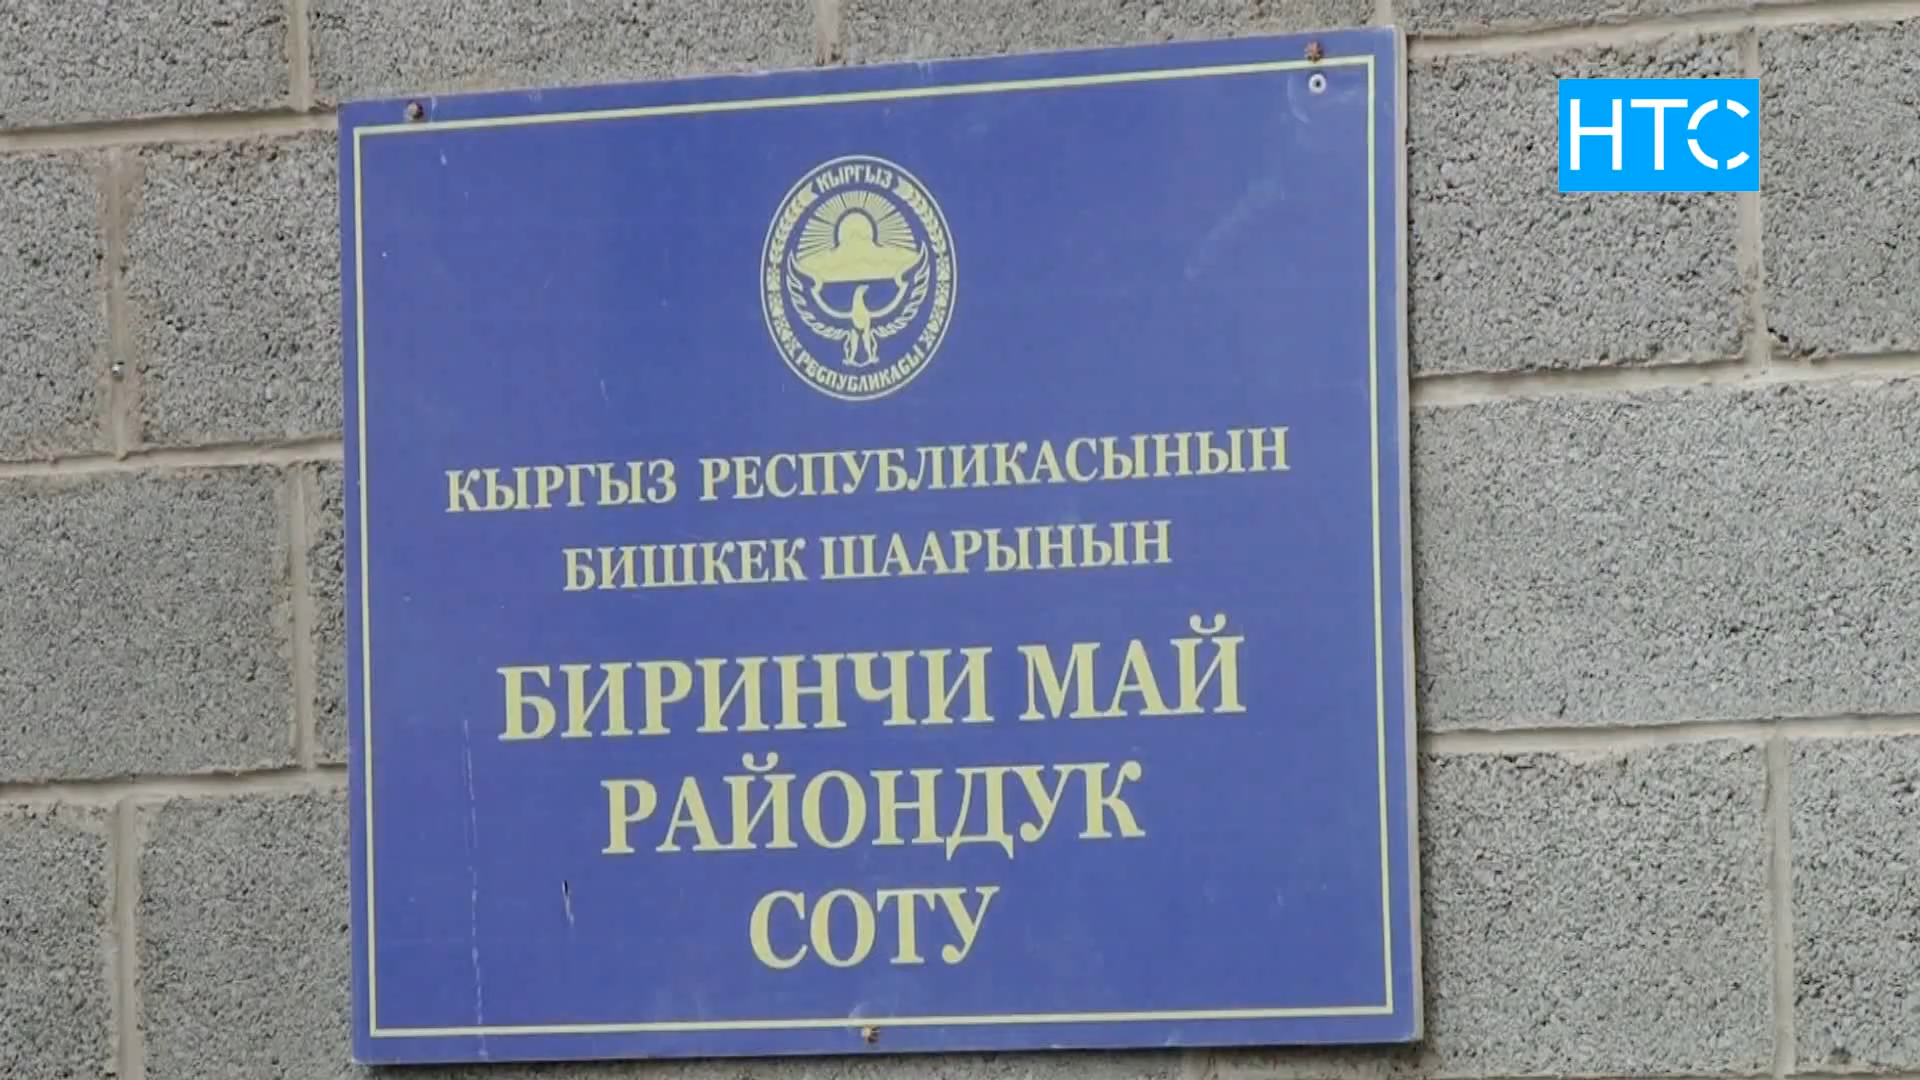 НТС
КЫРГЫЗ
РЕСПУБЛИКАСЫ
КЫРГЫЗ РЕСПУБЛИКАСЫНЫН
БИШКЕК ШААРЫНЫН
БИРИНЧИ МАЙ
РАЙОНДУК
СОТУ